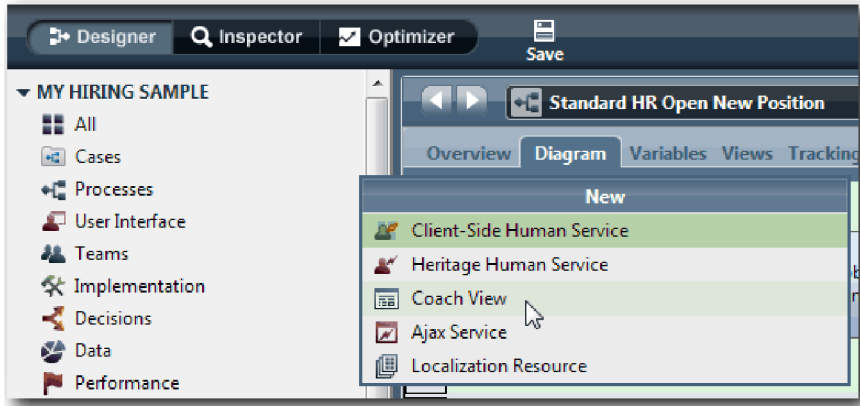 Designer Inspector Optimizer Save
MY HIRING SAMPLE
All
Cases
Processes
User Interface
Teams
Implementation
Decisions
Data
Performance
Standard HR Open New Position
Overview Diagram Variables Views Tracking
New
Client-Side Human Service
Heritage Human Service
Coach View
Ajax Service
Localization Resource